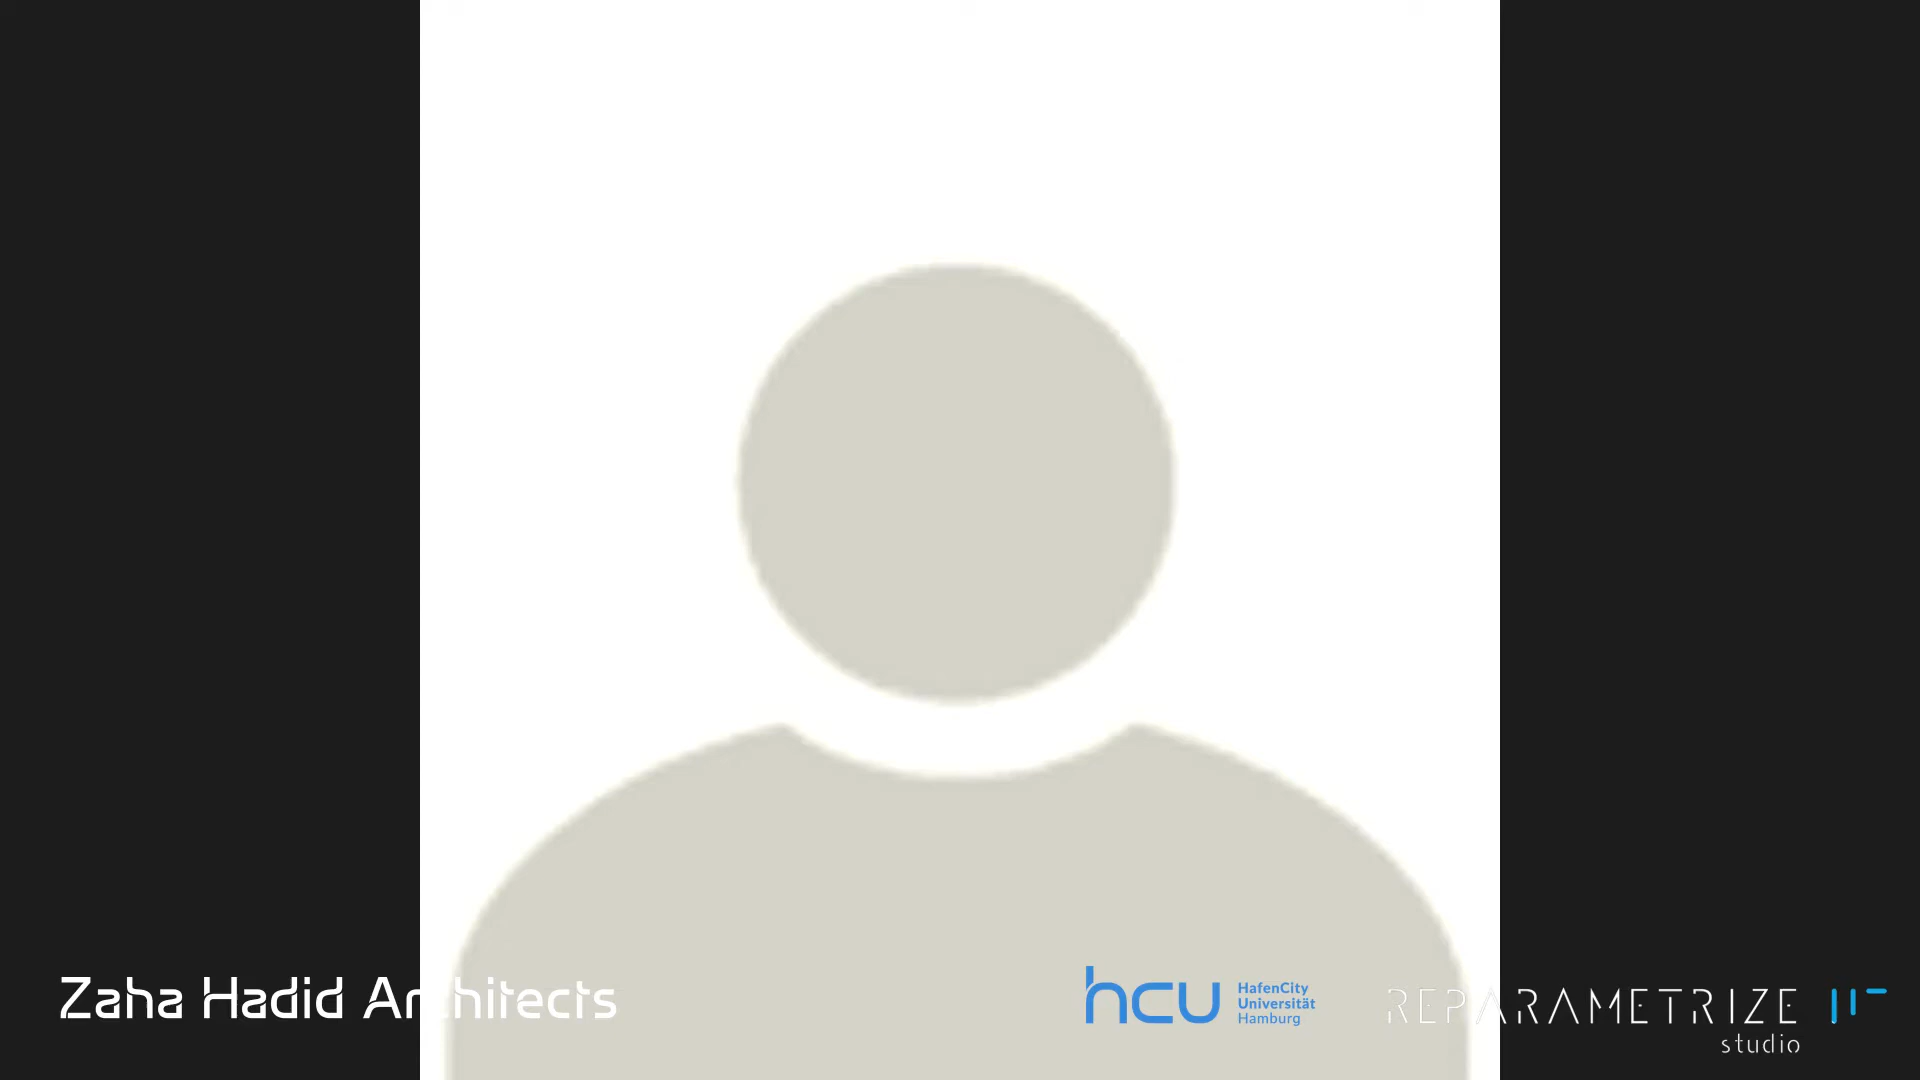 Zaha Hadid Architects
hcu
HafenCity
Universität
Hamburg
REPARAMETRIZE
studio